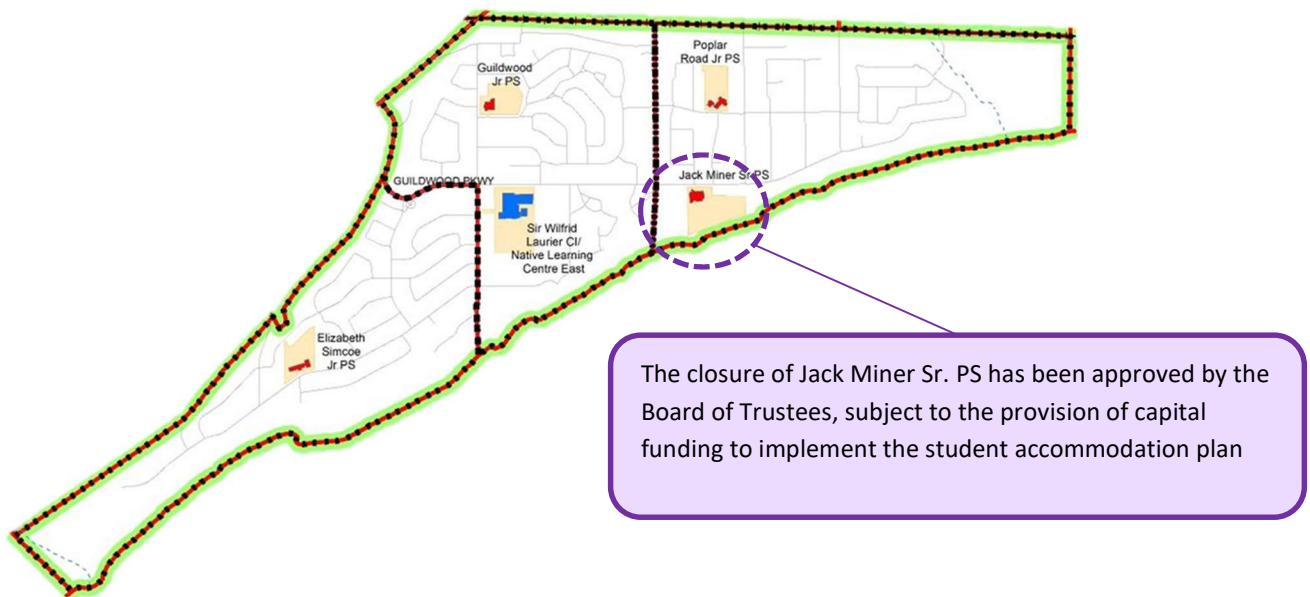 Poplar
Road Jr PS
Guildwood
Jr PS
Jack Miner Sr PS
GUILDWOOD PKWY
Sir Wilfrid
Laurier CI/
Native Learning
Centre East
Elizabeth
Simcoe
Jr PS
The closure of Jack Miner Sr. PS has been approved by the
Board of Trustees, subject to the provision of capital
funding to implement the student accommodation plan